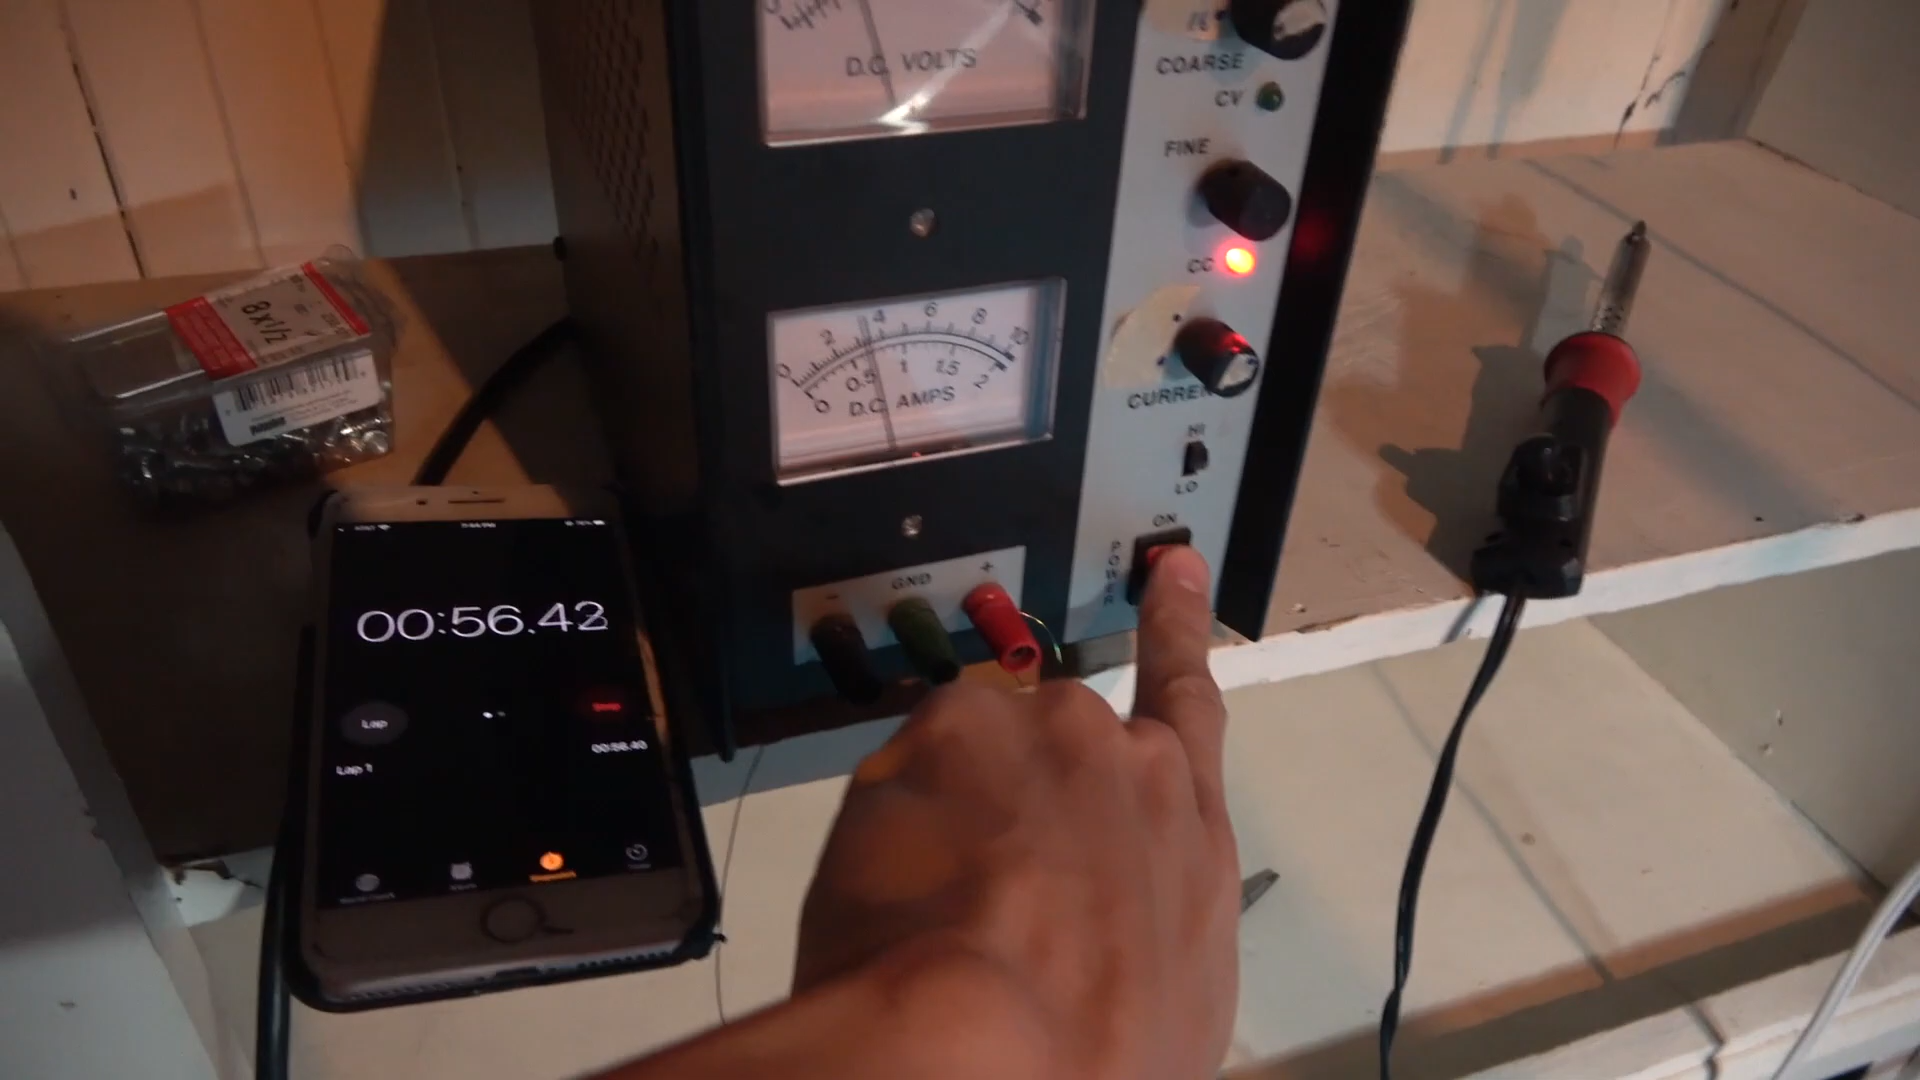 D.C. VOLTS
COARSE
CV
FINE
CC
0 2 4 6 8 10
0 0.5 1 1.5 2
D.C. AMPS
CURREN
HI
LO
ON
POWER
- GND +
8x1/2
00:56.42
Lap
Stop
Lap 1 00:56.40